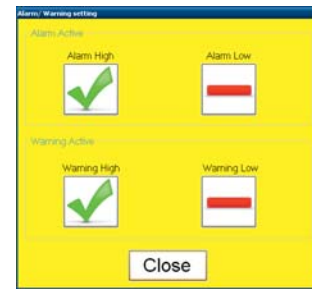 Alarm/ Warning setting
Alarm Active
Alarm High Alarm Low
Warning Active
Warning High Warning Low
Close